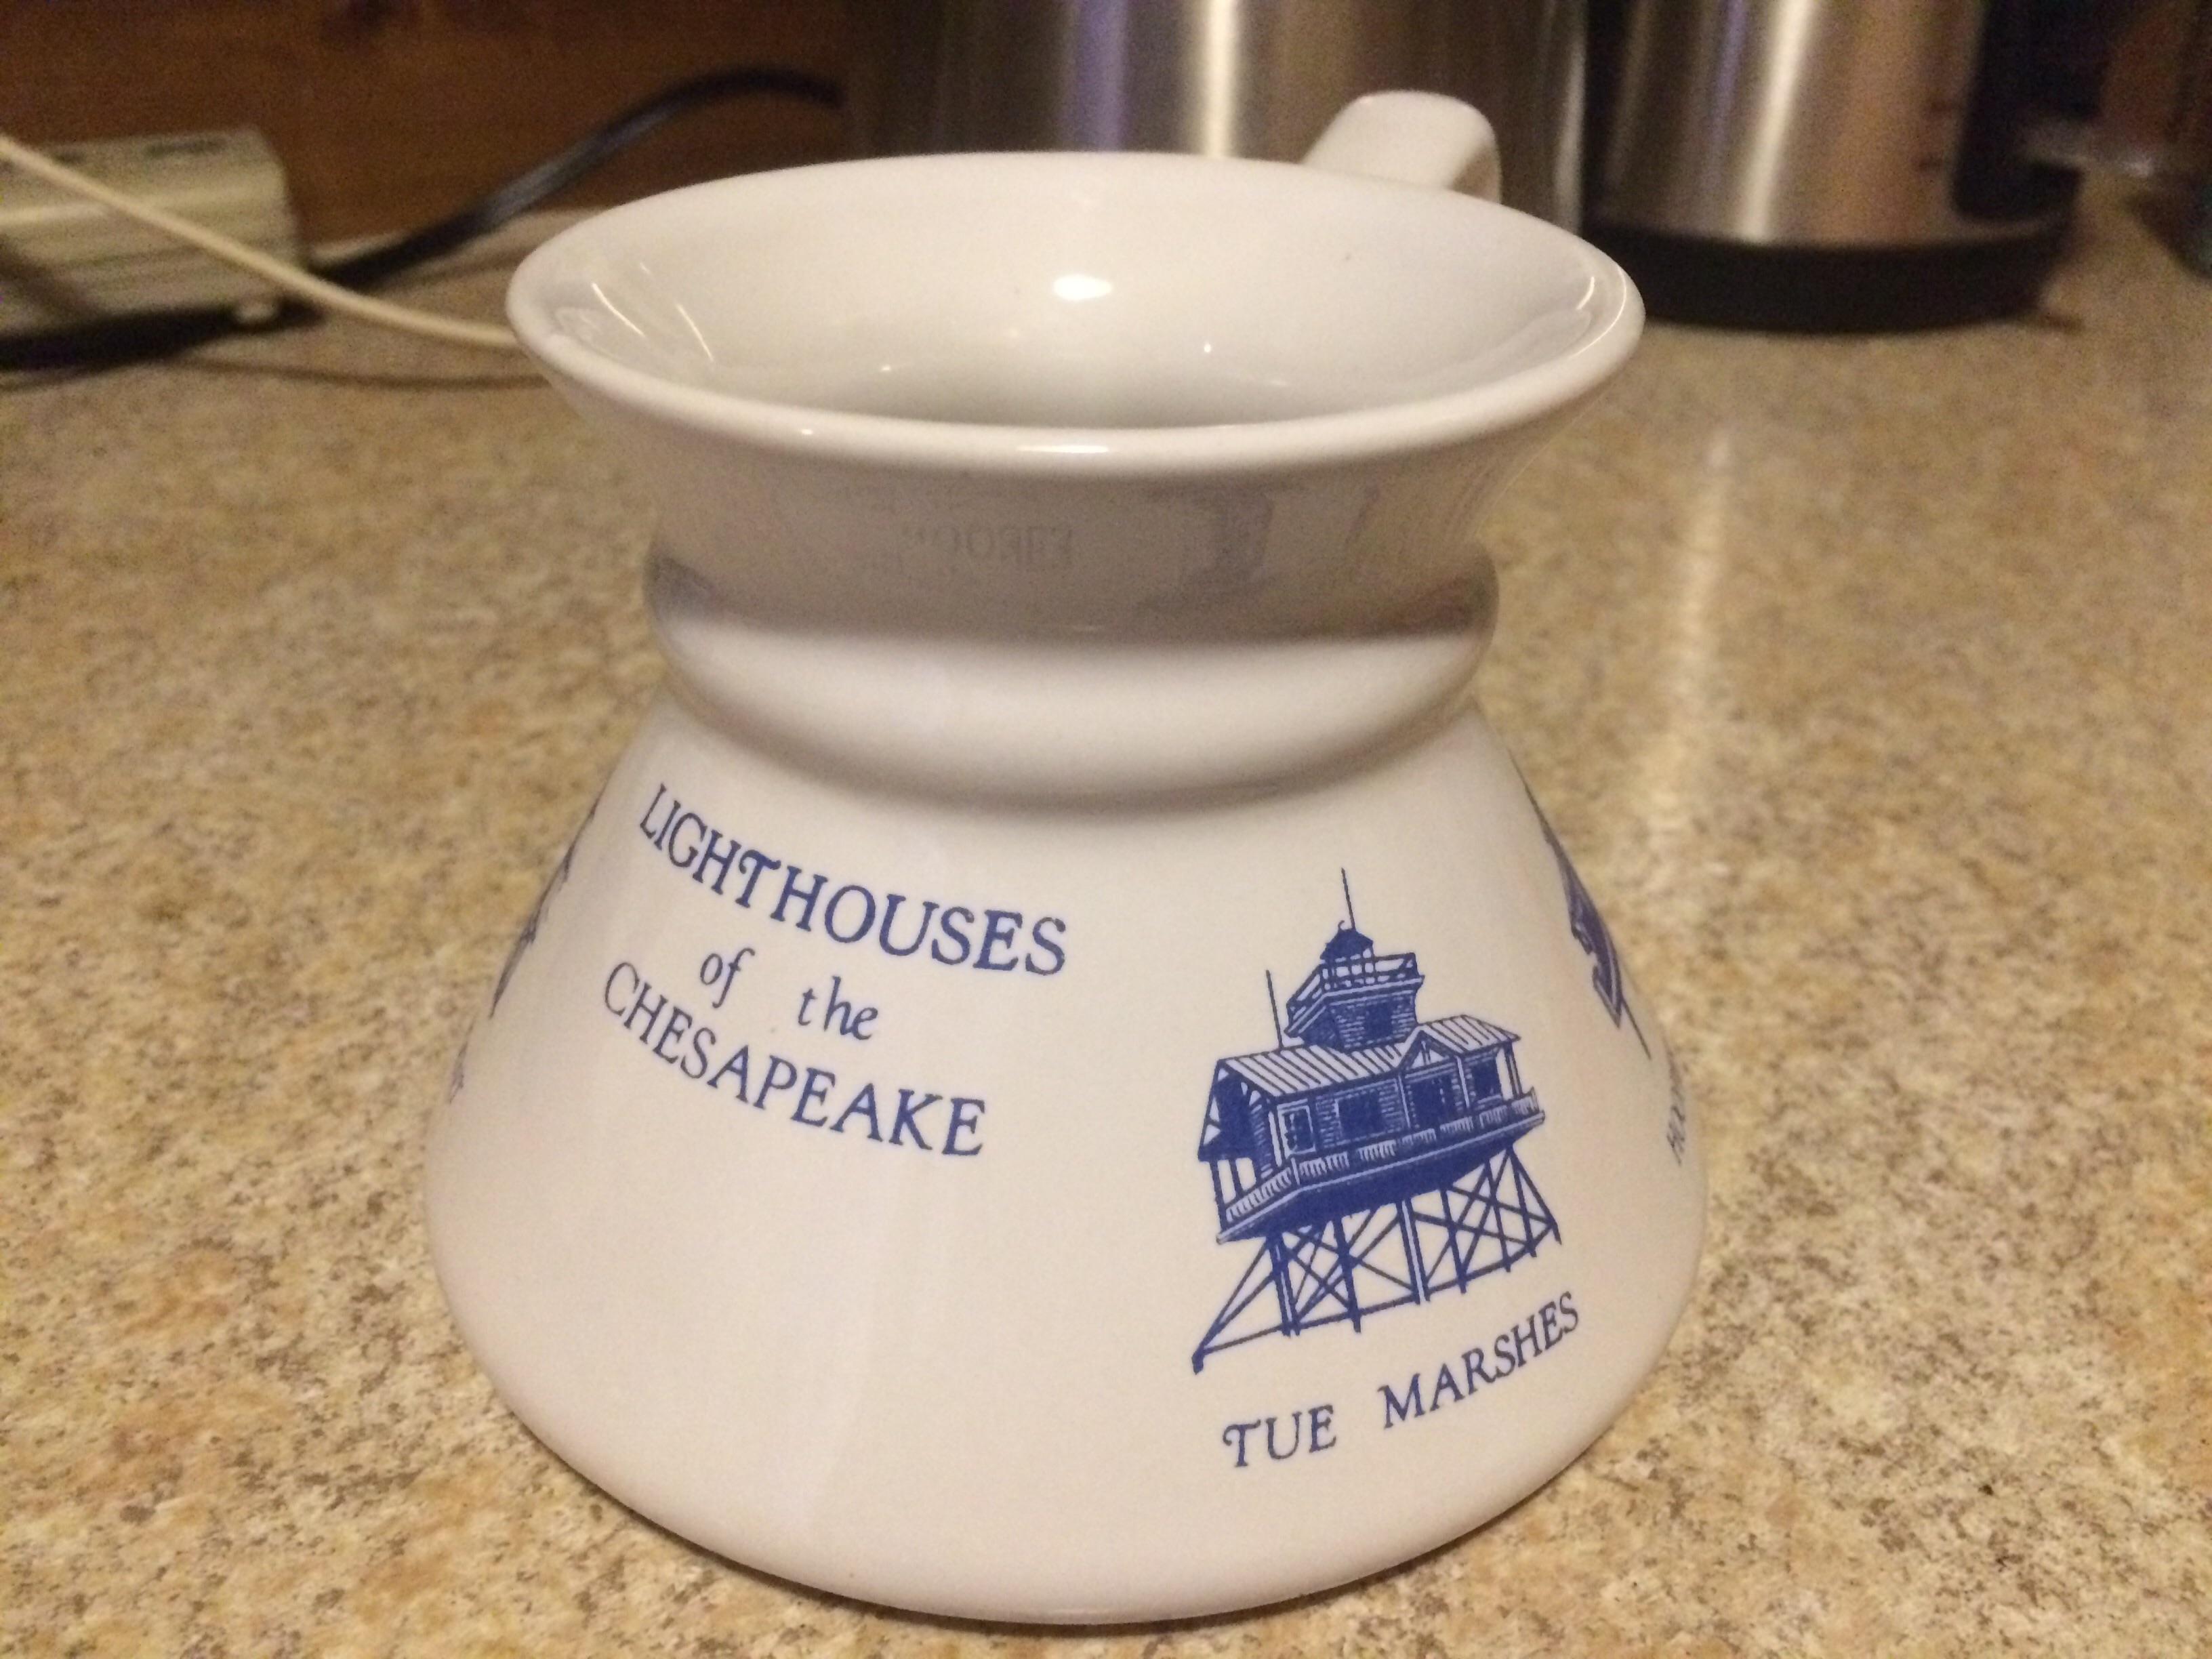 LIGHTHOUSES
of the
CHESAPEAKE
TUE MARSHES